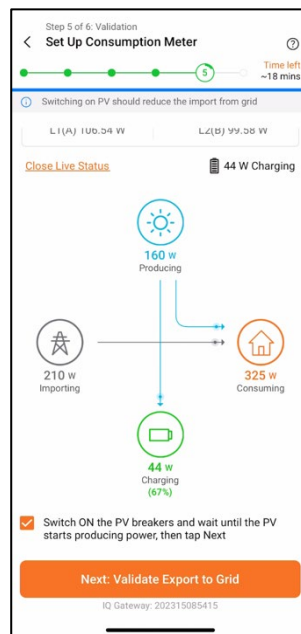 Step 5 of 6: Validation
Set Up Consumption Meter
5
Time left
~18 mins
Switching on PV should reduce the import from grid
L1(A) 106.54 W
L2(B) 99.58 W
Close Live Status
44 W Charging
160 W
Producing
210 W
Importing
325 W
Consuming
44 W
Charging
(67%)
Switch ON the PV breakers and wait until the PV
starts producing power, then tap Next
Next: Validate Export to Grid
IQ Gateway: 202315085415